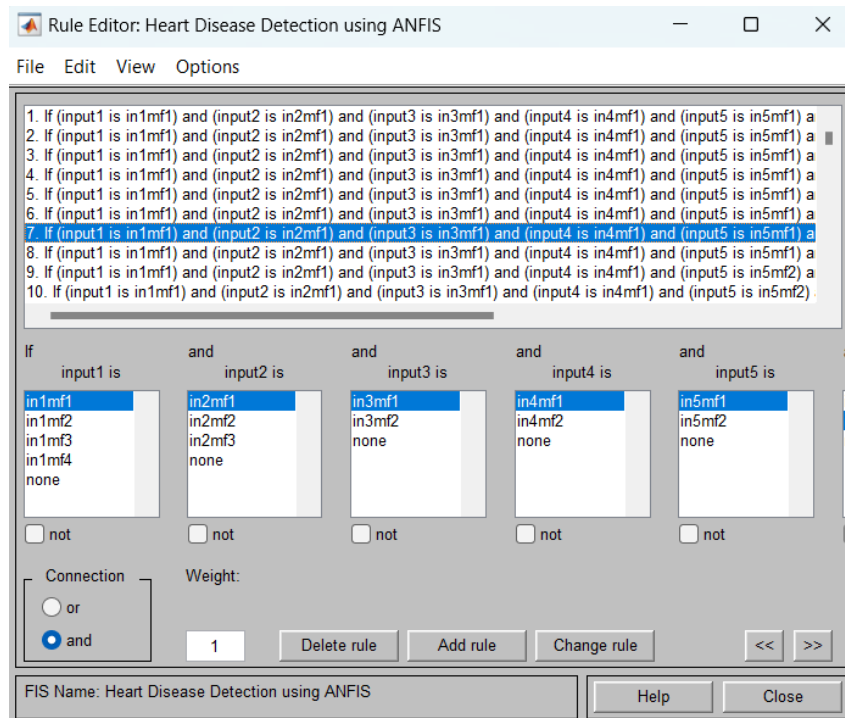 Rule Editor: Heart Disease Detection using ANFIS
File Edit View Options
1. If (input1 is in1mf1) and (input2 is in2mf1) and (input3 is in3mf1) and (input4 is in4mf1) and (input5 is in5mf1) a
2. If (input1 is in1mf1) and (input2 is in2mf1) and (input3 is in3mf1) and (input4 is in4mf1) and (input5 is in5mf1) a
3. If (input1 is in1mf1) and (input2 is in2mf1) and (input3 is in3mf1) and (input4 is in4mf1) and (input5 is in5mf1) a
4. If (input1 is in1mf1) and (input2 is in2mf1) and (input3 is in3mf1) and (input4 is in4mf1) and (input5 is in5mf1) a
5. If (input1 is in1mf1) and (input2 is in2mf1) and (input3 is in3mf1) and (input4 is in4mf1) and (input5 is in5mf1) a
6. If (input1 is in1mf1) and (input2 is in2mf1) and (input3 is in3mf1) and (input4 is in4mf1) and (input5 is in5mf1) a
7. If (input1 is in1mf1) and (input2 is in2mf1) and (input3 is in3mf1) and (input4 is in4mf1) and (input5 is in5mf1) a
8. If (input1 is in1mf1) and (input2 is in2mf1) and (input3 is in3mf1) and (input4 is in4mf1) and (input5 is in5mf1) a
9. If (input1 is in1mf1) and (input2 is in2mf1) and (input3 is in3mf1) and (input4 is in4mf1) and (input5 is in5mf2) a
10. If (input1 is in1mf1) and (input2 is in2mf1) and (input3 is in3mf1) and (input4 is in4mf1) and (input5 is in5mf2)
If and and and and
input1 is input2 is input3 is input4 is input5 is
in1mf1 in2mf1 in3mf1 in4mf1 in5mf1
in1mf2 in2mf2 in3mf2 in4mf2 in5mf2
in1mf3 in2mf3 none none none
in1mf4 none
none
not not not not not
Connection Weight:
or
and 1 Delete rule Add rule Change rule << >>
FIS Name: Heart Disease Detection using ANFIS Help Close